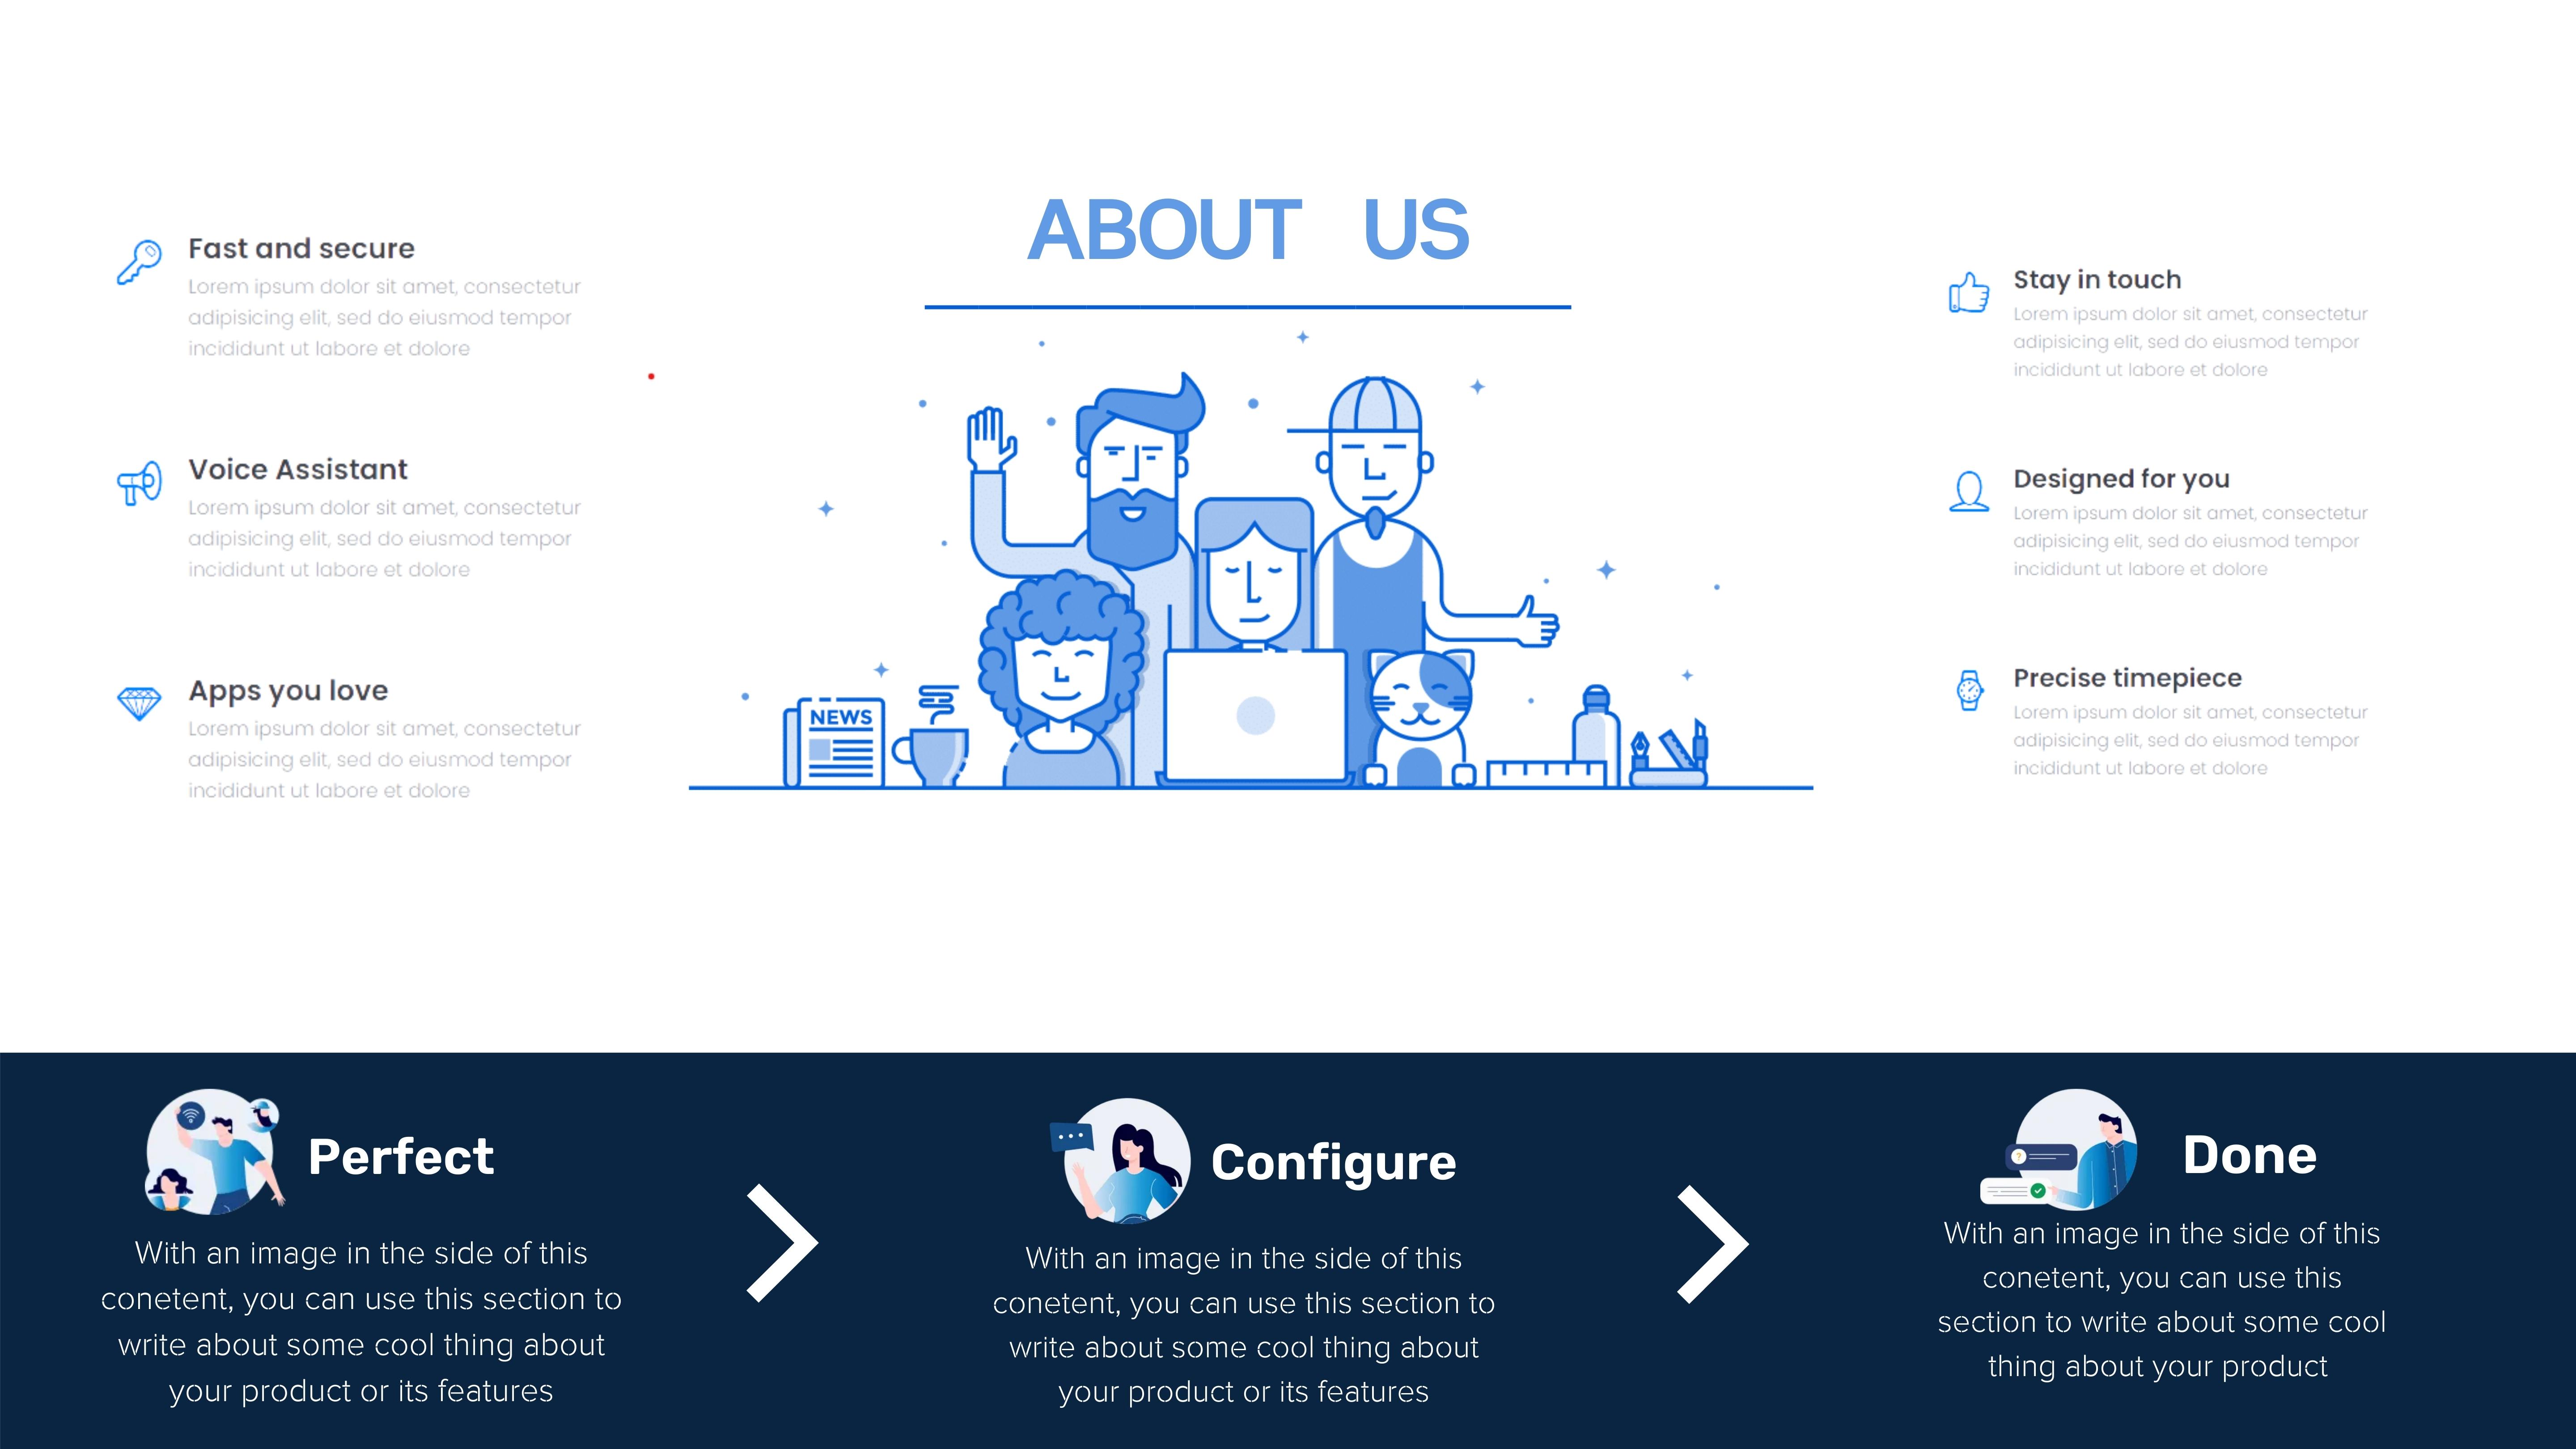 ABOUT US
Fast and secure
Lorem ipsum dolor sit amet, consectetur
adipisicing elit, sed do eiusmod tempor
incididunt ut labore et dolore
Voice Assistant
Lorem ipsum dolor sit amet, consectetur
adipisicing elit, sed do eiusmod tempor
incididunt ut labore et dolore
Apps you love
Lorem ipsum dolor sit amet, consectetur
adipisicing elit, sed do eiusmod tempor
incididunt ut labore et dolore
NEWS
Stay in touch
Lorem ipsum dolor sit amet, consectetur
adipisicing elit, sed do eiusmod tempor
incididunt ut labore et dolore
Designed for you
Lorem ipsum dolor sit amet, consectetur
adipisicing elit, sed do eiusmod tempor
incididunt ut labore et dolore
Precise timepiece
Lorem ipsum dolor sit amet, consectetur
adipisicing elit, sed do eiusmod tempor
incididunt ut labore et dolore
Perfect
With an image in the side of this
conetent, you can use this section to
write about some cool thing about
your product or its features
Configure
With an image in the side of this
conetent, you can use this section to
write about some cool thing about
your product or its features
?
Done
With an image in the side of this
conetent, you can use this
section to write about some cool
thing about your product